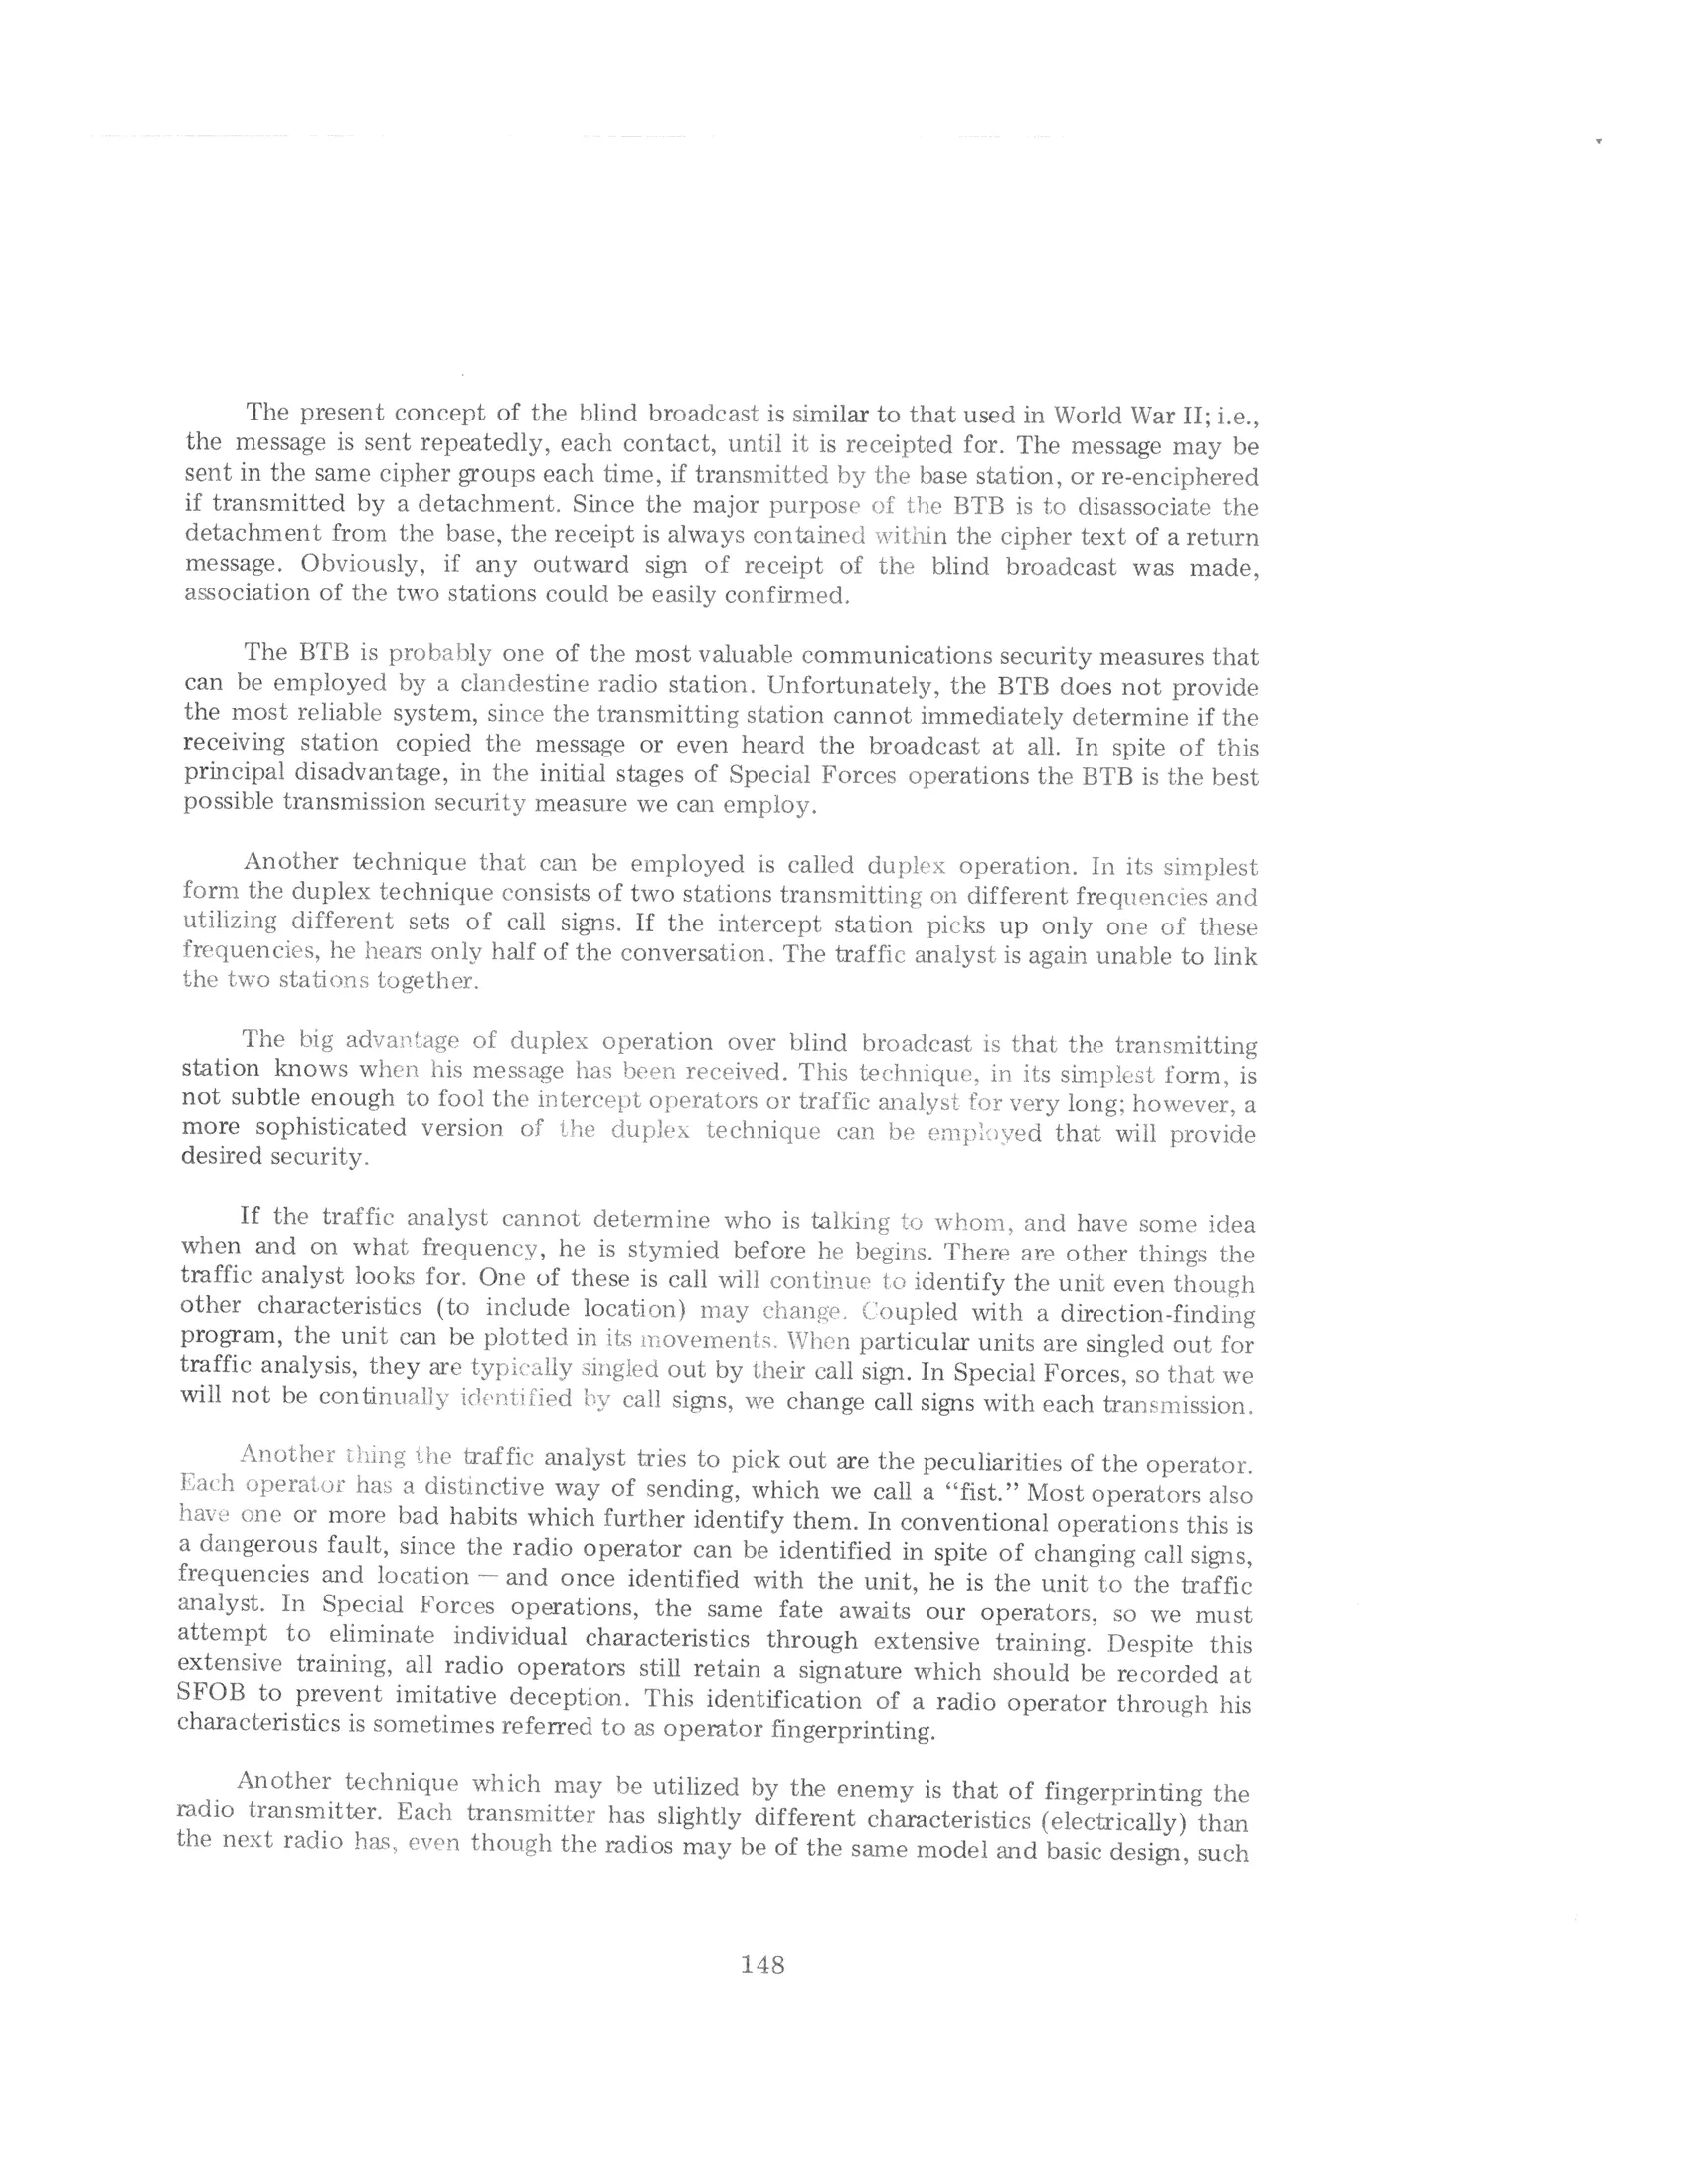 The present concept of the blind broadcast is similar to that used in World War II; i.e.,
the message is sent repeatedly, each contact, until it is receipted for. The message may be
sent in the same cipher groups each time, if transmitted by the base station, or re-enciphered
if transmitted by a detachment. Since the major purpose of the BTB is to disassociate the
detachment from the base, the receipt is always contained within the cipher text of a return
message. Obviously, if any outward sign of receipt of the blind broadcast was made,
association of the two stations could be easily confirmed.
The BTB is probably one of the most valuable communications security measures that
can be employed by a clandestine radio station. Unfortunately, the BTB does not provide
the most reliable system, since the transmitting station cannot immediately determine if the
receiving station copied the message or even heard the broadcast at all. In spite of this
principal disadvantage, in the initial stages of Special Forces operations the BTB is the best
possible transmission security measure we can employ.
Another technique that can be employed is called duplex operation. In its simplest
form the duplex technique consists of two stations transmitting on different frequencies and
utilizing different sets of call signs. If the intercept station picks up only one of these
frequencies, he hears only half of the conversation. The traffic analyst is again unable to link
the two stations together.
The big advantage of duplex operation over blind broadcast is that the transmitting
station knows when his message has been received. This technique, in its simplest form, is
not subtle enough to fool the intercept operators or traffic analyst for very long; however, a
more sophisticated version of the duplex technique can be employed that will provide
desired security.
If the traffic analyst cannot determine who is talking to whom, and have some idea
when and on what frequency, he is stymied before he begins. There are other things the
traffic analyst looks for. One of these is call will continue to identify the unit even though
other characteristics (to include location) may change. Coupled with a direction-finding
program, the unit can be plotted in its movements. When particular units are singled out for
traffic analysis, they are typically singled out by their call sign. In Special Forces, so that we
will not be continually identified by call signs, we change call signs with each transmission.
Another thing the traffic analyst tries to pick out are the peculiarities of the operator.
Each operator has a distinctive way of sending, which we call a “fist.” Most operators also
have one or more bad habits which further identify them. In conventional operations this is
a dangerous fault, since the radio operator can be identified in spite of changing call signs,
frequencies and location — and once identified with the unit, he is the unit to the traffic
analyst. In Special Forces operations, the same fate awaits our operators, so we must
attempt to eliminate individual characteristics through extensive training. Despite this
extensive training, all radio operators still retain a signature which should be recorded at
SFOB to prevent imitative deception. This identification of a radio operator through his
characteristics is sometimes referred to as operator fingerprinting.
Another technique which may be utilized by the enemy is that of fingerprinting the
radio transmitter. Each transmitter has slightly different characteristics (electrically) than
the next radio has, even though the radios may be of the same model and basic design, such
148